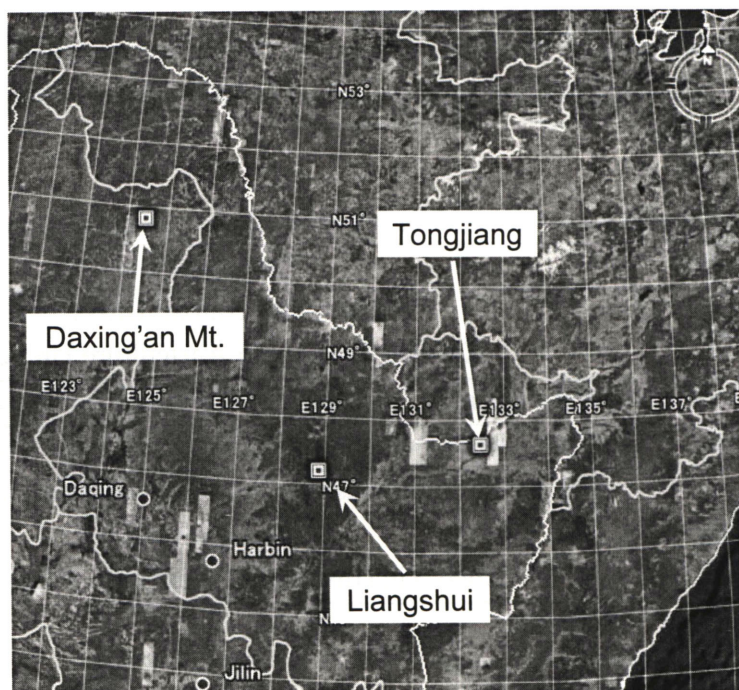 N
N53°
N51°
Tongjiang
Daxing'an Mt.
N49°
E123°
E125°
E127°
E129°
E131°
E133°
E135°
E137°
N47°
Daqing
Harbin
Liangshui
Jilin